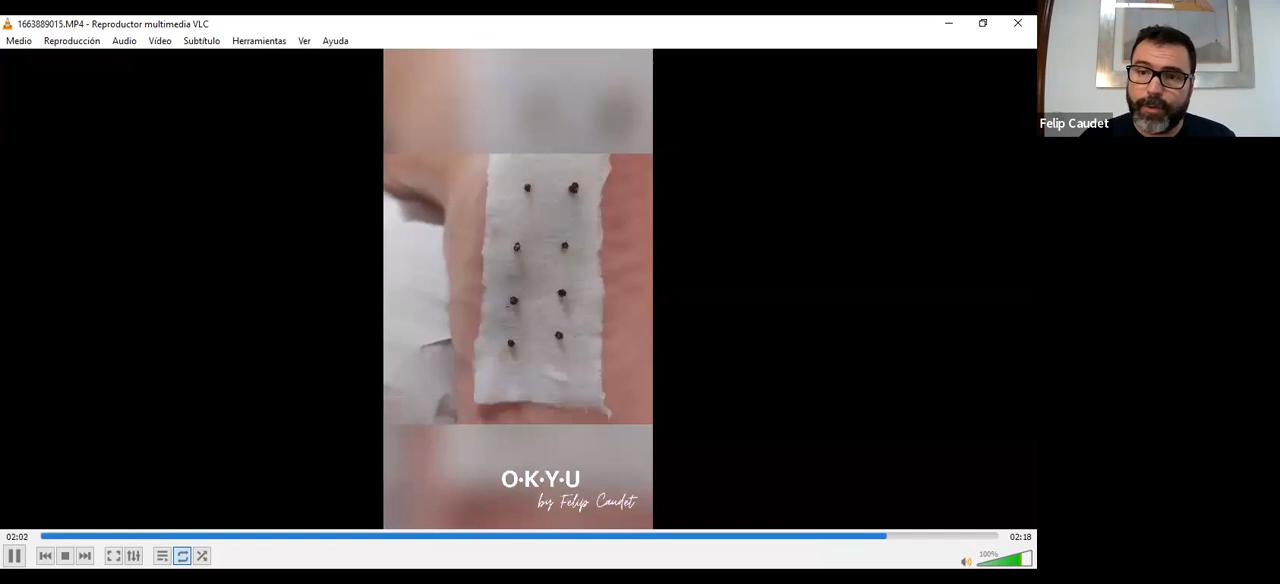 1663889015.MP4 - Reproductor multimedia VLC
Medio Reproducción Audio Vídeo Subtítulo Herramientas Ver Ayuda
Felip Caudet
O·K·Y·U
by Felip Caudet
02:02
02:18
100%